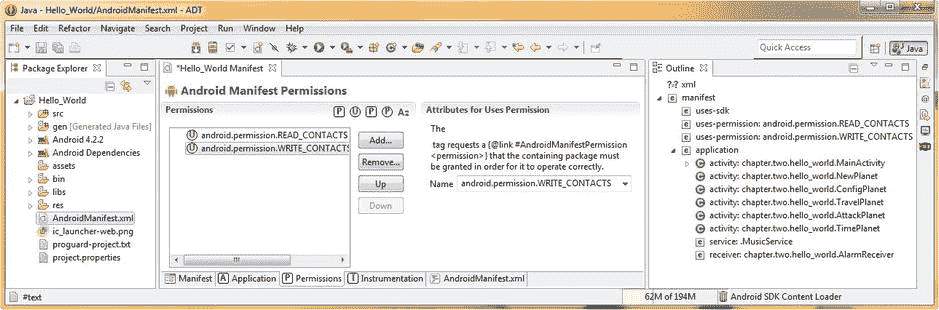 Java - Hello_World/AndroidManifest.xml - ADT
File Edit Refactor Navigate Search Project Run Window Help
Quick Access
Java
Package Explorer
Hello_World
src
gen [Generated Java Files]
Android 4.2.2
Android Dependencies
assets
bin
libs
res
AndroidManifest.xml
ic_launcher-web.png
proguard-project.txt
project.properties
*Hello_World Manifest
Android Manifest Permissions
Permissions
P U P P Az
U android.permission.READ_CONTACTS
U android.permission.WRITE_CONTACTS
Add...
Remove...
Up
Down
Attributes for Uses Permission
The
tag requests a {@link #AndroidManifestPermission
<permission>} that the containing package must
be granted in order for it to operate correctly.
Name android.permission.WRITE_CONTACTS
Manifest A Application P Permissions I Instrumentation AndroidManifest.xml
Outline
?? xml
e manifest
e uses-sdk
e uses-permission: android.permission.READ_CONTACTS
e uses-permission: android.permission.WRITE_CONTACTS
e application
activity: chapter.two.hello_world.MainActivity
activity: chapter.two.hello_world.NewPlanet
activity: chapter.two.hello_world.ConfigPlanet
activity: chapter.two.hello_world.TravelPlanet
activity: chapter.two.hello_world.AttackPlanet
activity: chapter.two.hello_world.TimePlanet
e service: .MusicService
e receiver: chapter.two.hello_world.AlarmReceiver
#text
62M of 194M
Android SDK Content Loader